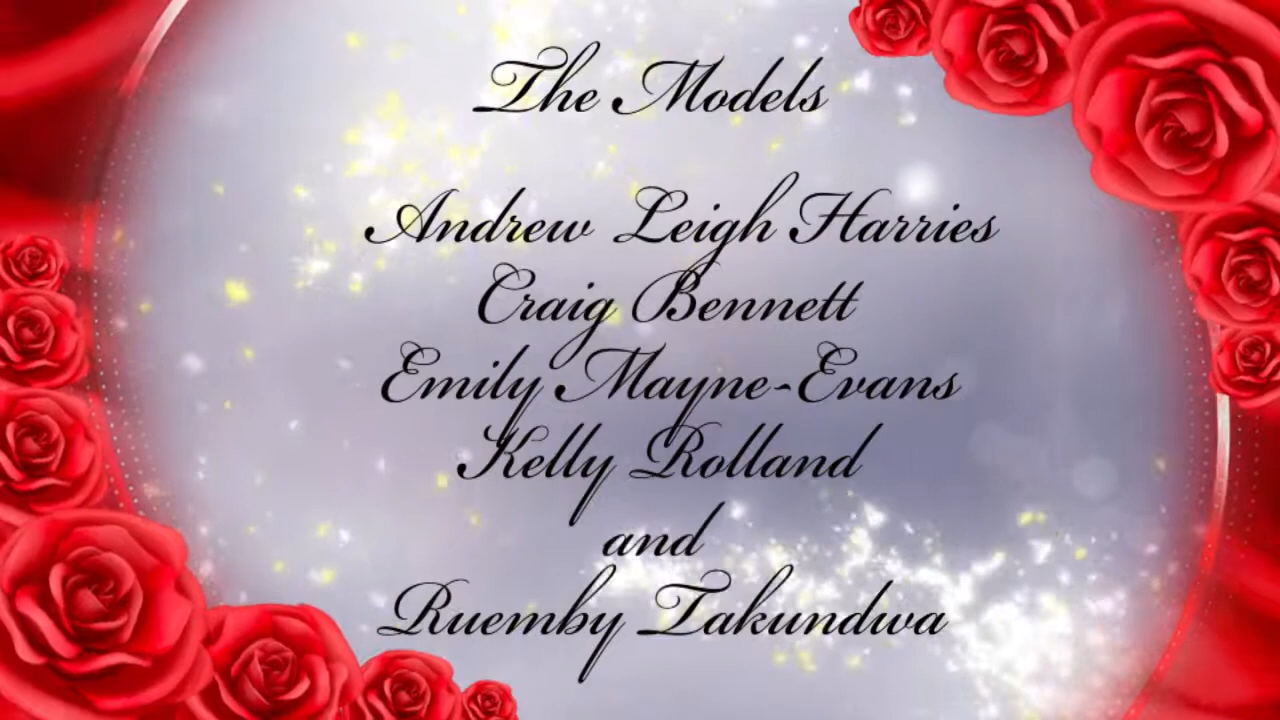 The Models
Andrew Leigh Harries
Craig Bennett
Emily Mayne-Evans
Kelly Rolland
and
Ruemby Takundwa